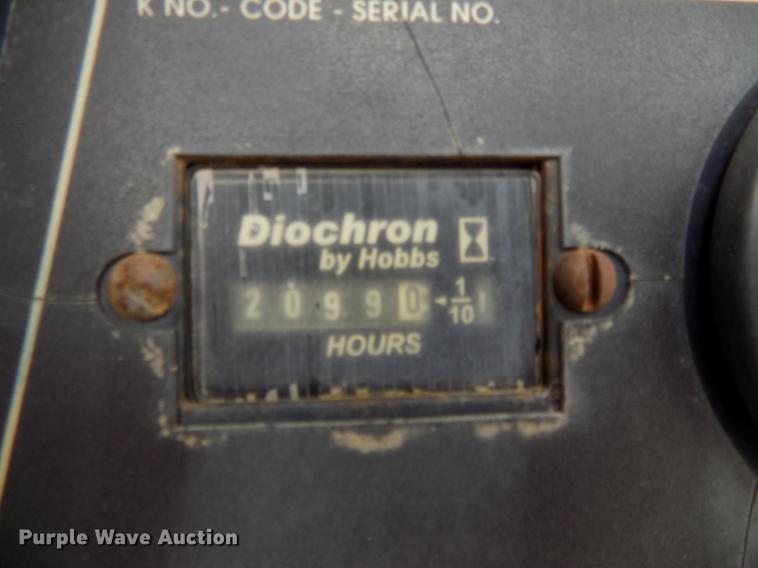 K NO.- CODE - SERIAL NO.
Diochron
by Hobbs
2 0 9 9 0 1/10
HOURS
Purple Wave Auction